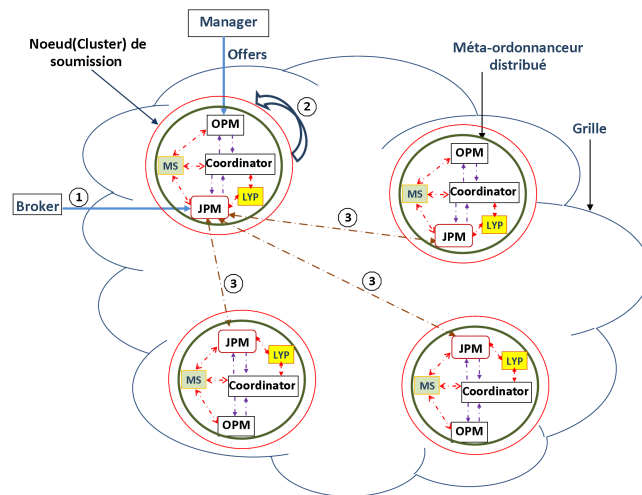 Manager
Noeud(Cluster) de
soumission
Offers
Méta-ordonnanceur
distribué
Grille
2
OPM
MS
Coordinator
LYP
JPM
1
Broker
OPM
MS
Coordinator
LYP
JPM
3
3
3
JPM
LYP
MS
Coordinator
OPM
JPM
LYP
MS
Coordinator
OPM